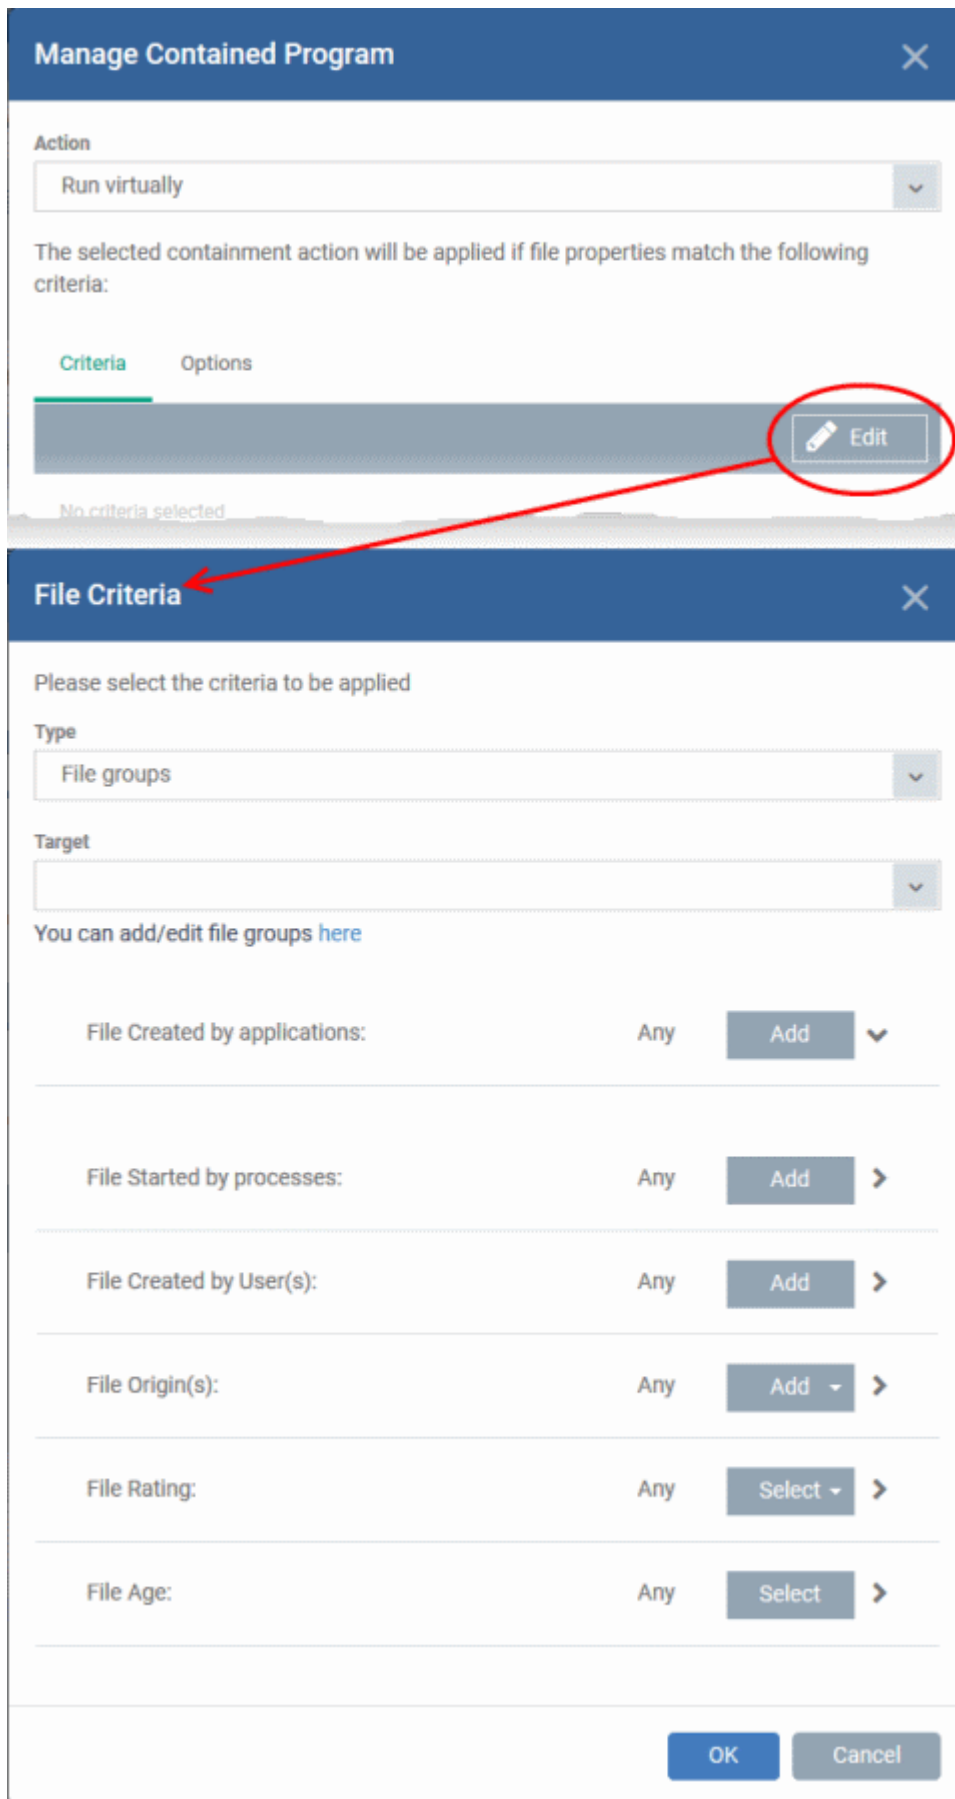 Manage Contained Program
Action
Run virtually
The selected containment action will be applied if file properties match the following
criteria:
Criteria Options
Edit
No criteria selected
File Criteria
Please select the criteria to be applied
Type
File groups
Target
You can add/edit file groups here
File Created by applications: Any Add
File Started by processes: Any Add
File Created by User(s): Any Add
File Origin(s): Any Add
File Rating: Any Select
File Age: Any Select
OK Cancel